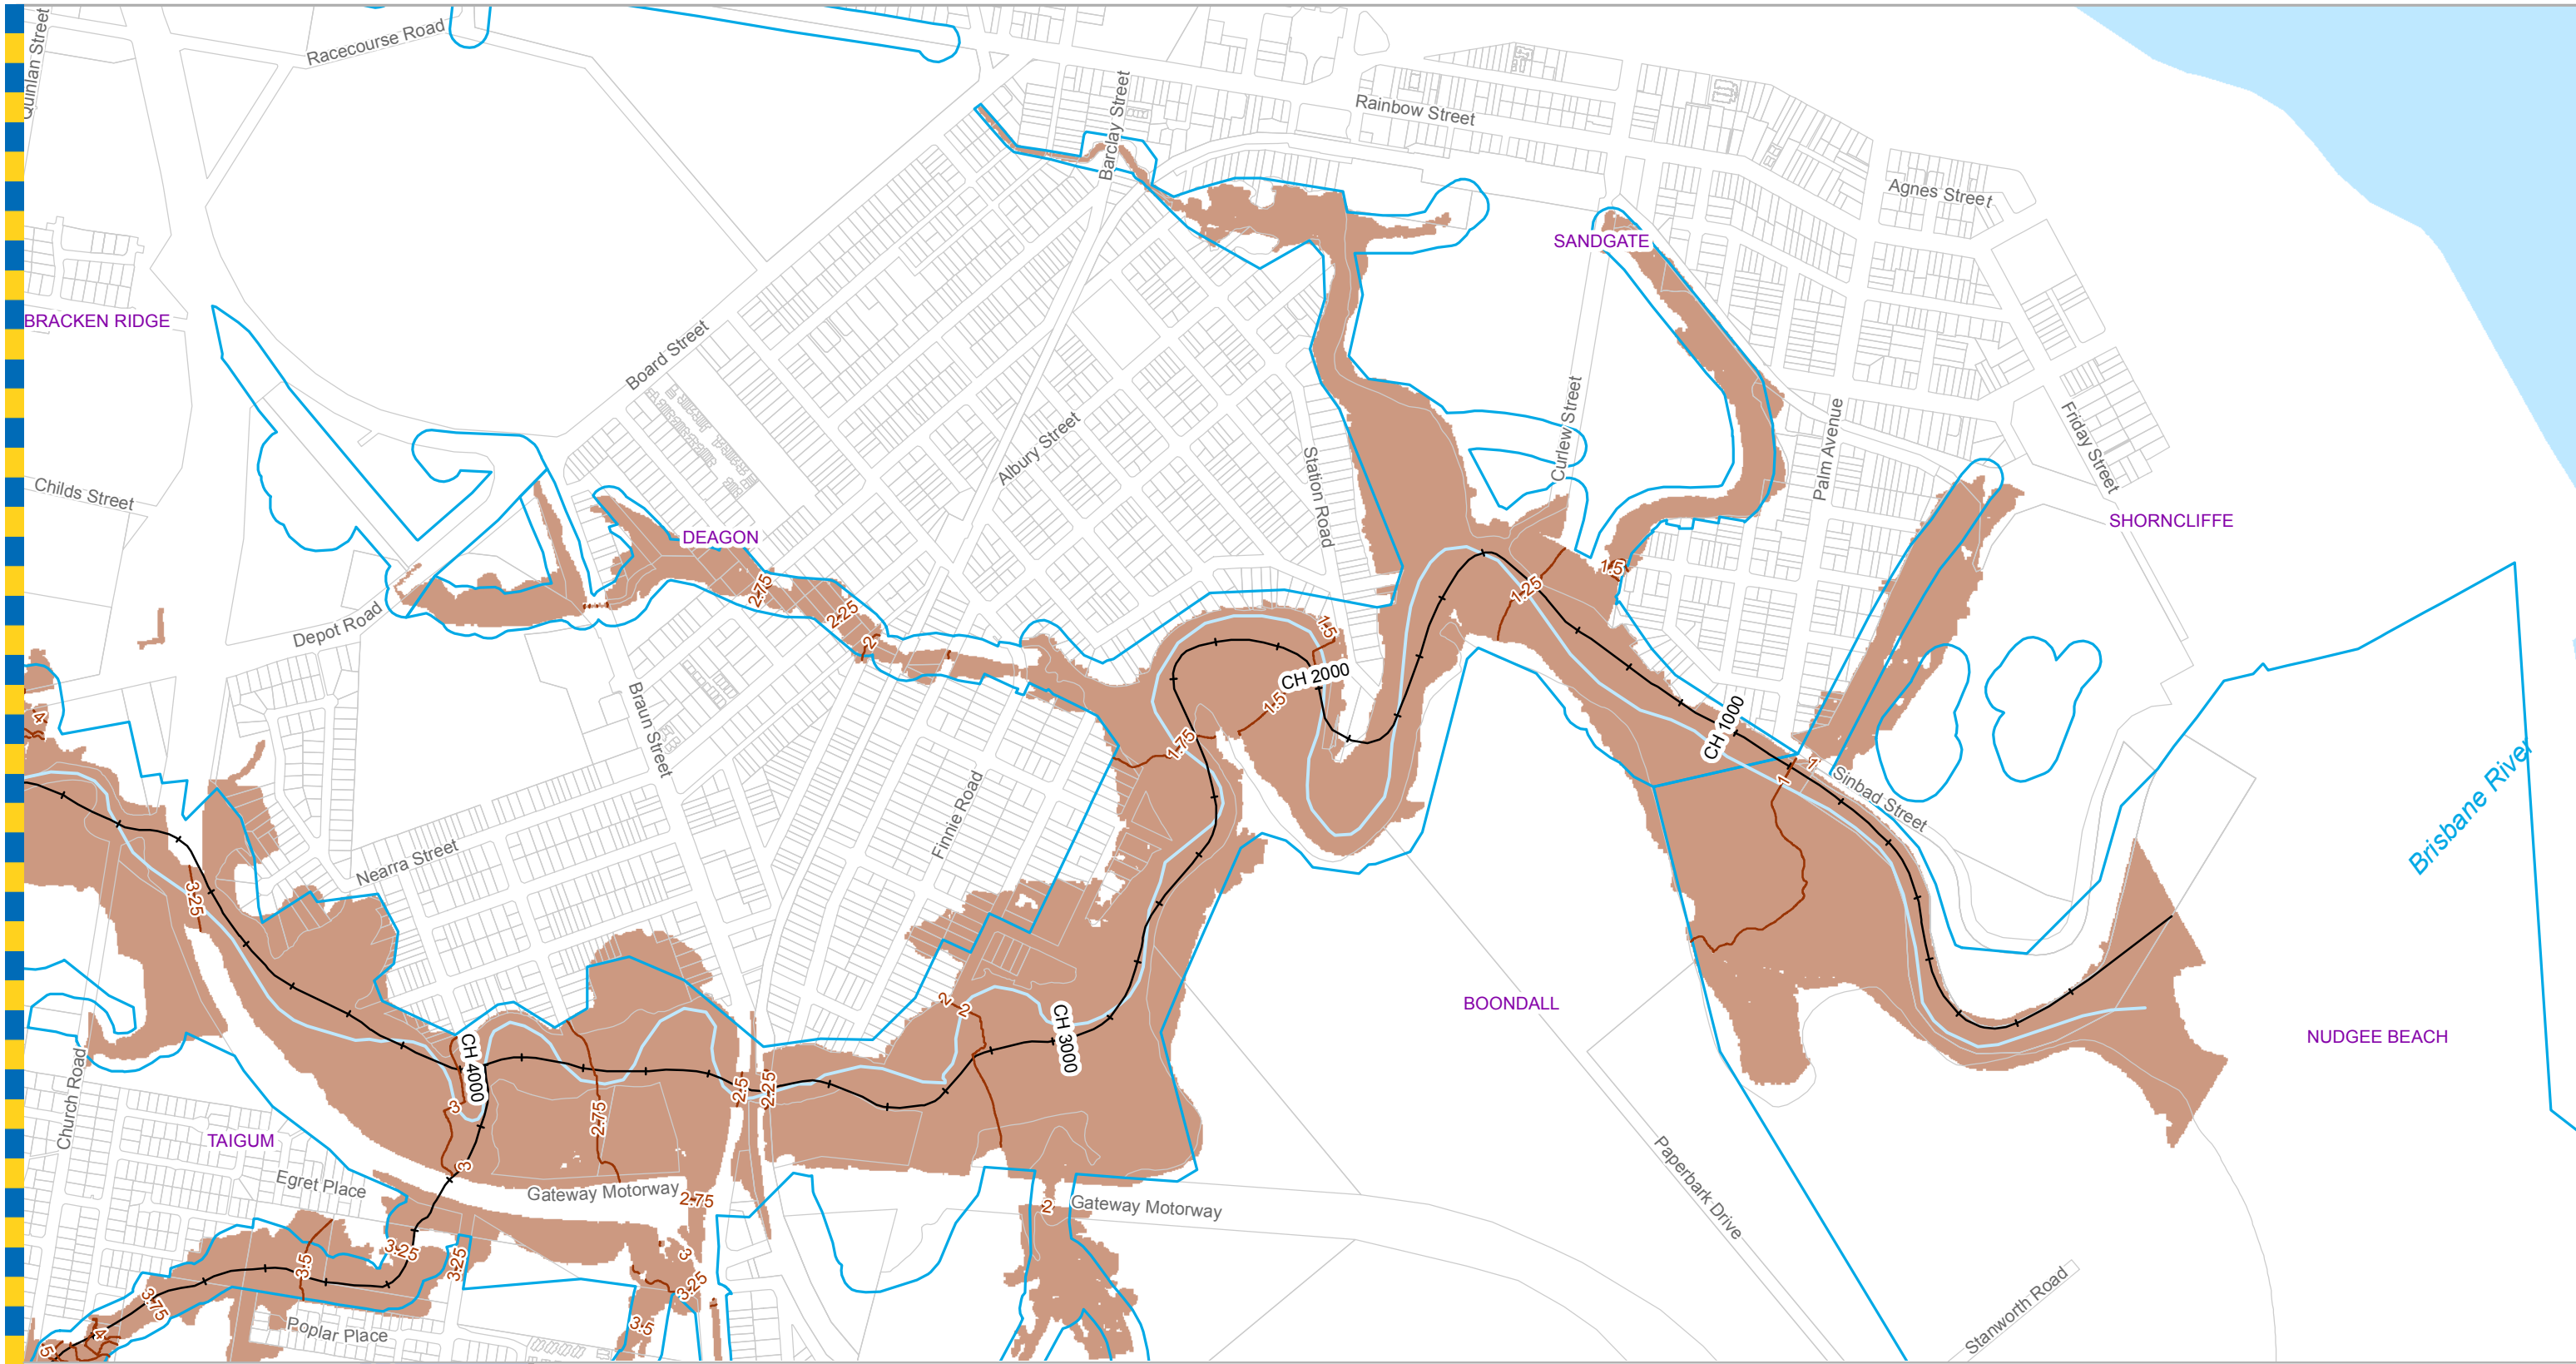 Quinlan Street
Racecourse Road
Barclay Street
Rainbow Street
Agnes Street
SANDGATE
BRACKEN RIDGE
Board Street
Albury Street
Station Road
Curlew Street
Palm Avenue
Friday Street
Childs Street
SHORNCLIFFE
DEAGON
2.75
2.25
2
1.5
1.25
1.5
Depot Road
CH 2000
1.5
1.75
4
Braun Street
CH 1000
1
1
Sinbad Street
Brisbane River
Finnie Road
Nearra Street
3.25
2
2
BOONDALL
NUDGEE BEACH
CH 3000
CH 4000
2.5
2.25
2.75
3
Church Road
TAIGUM
3
Egret Place
Gateway Motorway
2.75
2
Gateway Motorway
Paperbark Drive
3.5
3.25
3.25
3
3.25
3.75
3.5
Poplar Place
4
5
Stanworth Road